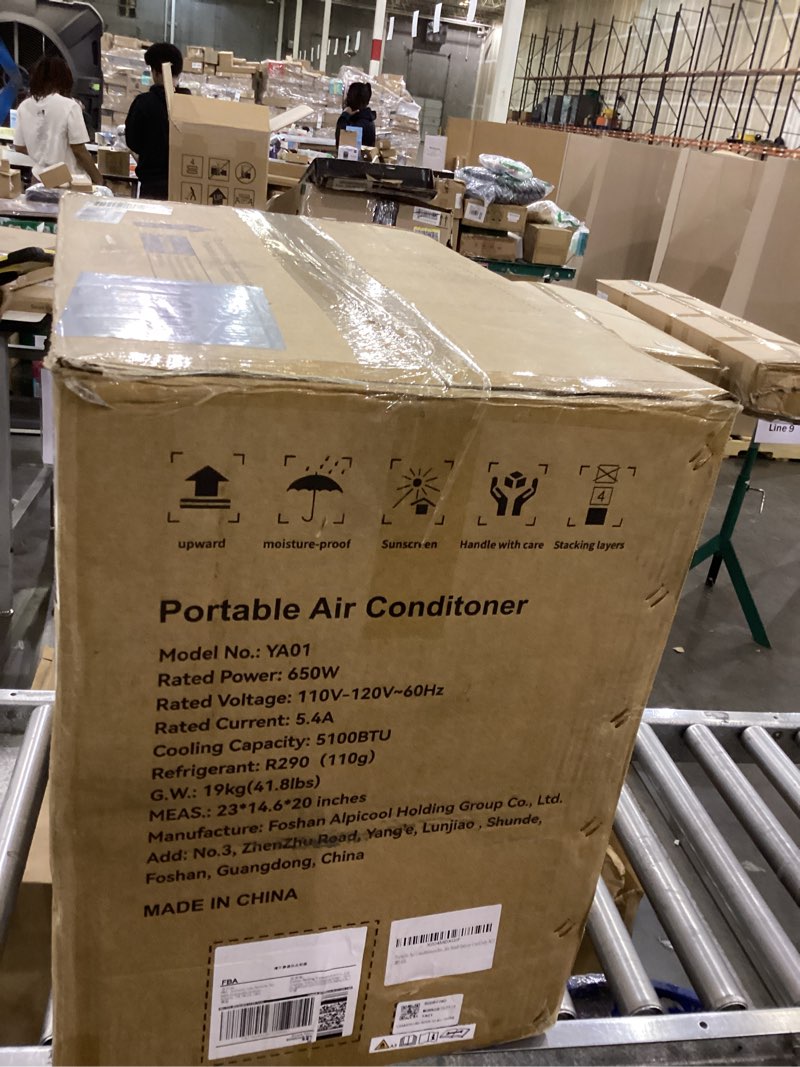 upward
moisture-proof
Sunscreen
Handle with care
4
Stacking layers
Portable Air Conditoner
Model No.: YA01
Rated Power: 650W
Rated Voltage: 110V-120V~60Hz
Rated Current: 5.4A
Cooling Capacity: 5100BTU
Refrigerant: R290 (110g)
G.W.: 19kg(41.8lbs)
MEAS.: 23*14.6*20 inches
Manufacture: Foshan Alpicool Holding Group Co., Ltd.
Add: No.3, ZhenZhu Road, Yang'e, Lunjiao , Shunde,
Foshan, Guangdong, China
MADE IN CHINA
FBA
Line 9
4